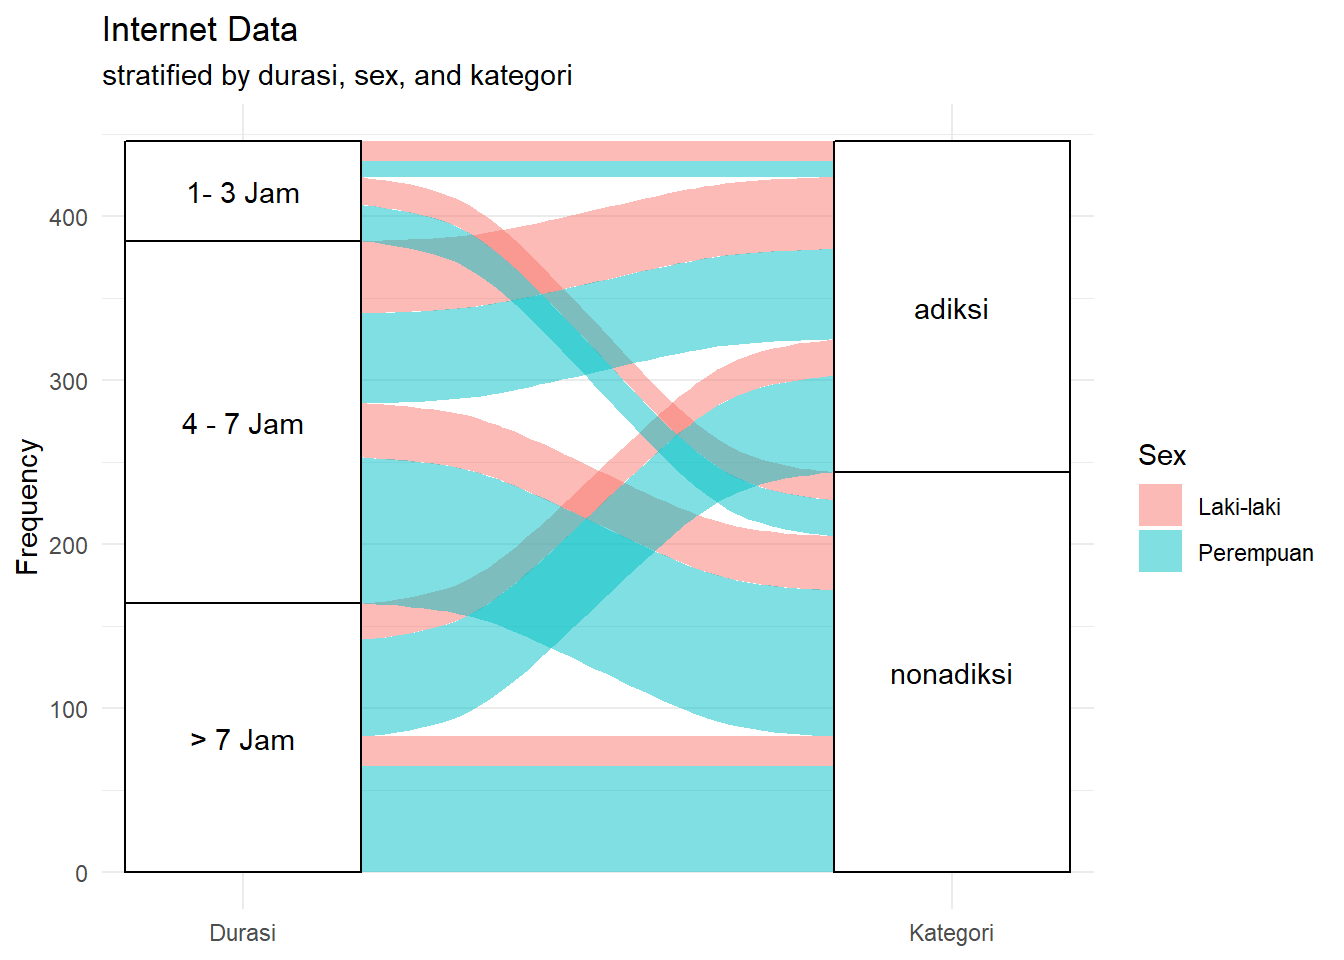 Internet Data
stratified by durasi, sex, and kategori
Frequency
400
300
200
100
0
1- 3 Jam
4 - 7 Jam
> 7 Jam
adiksi
nonadiksi
Durasi
Kategori
Sex
Laki-laki
Perempuan